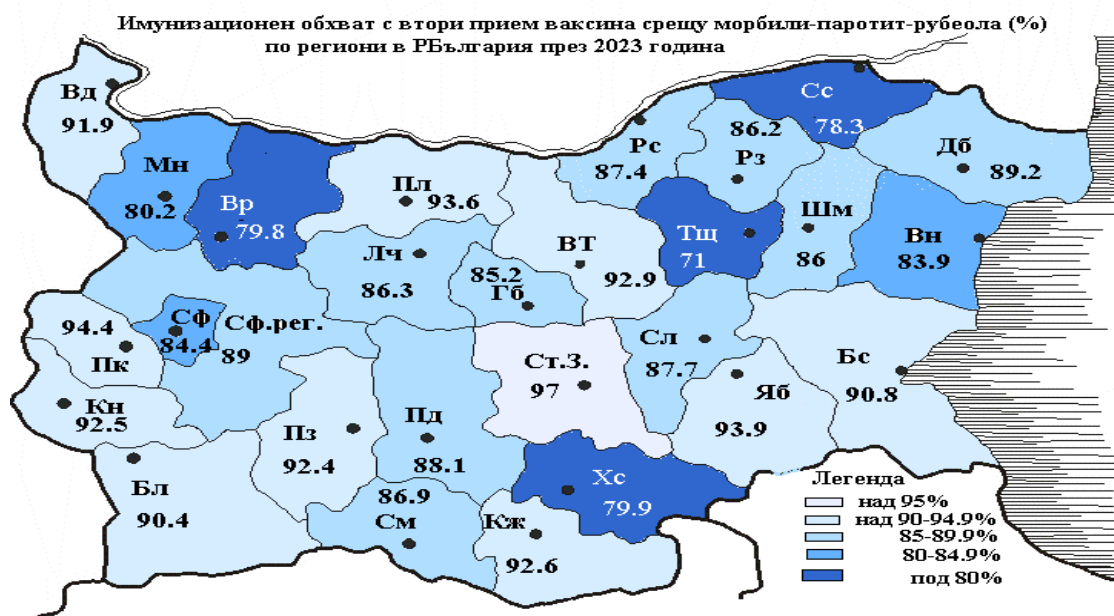 Имунизационен обхват с втори прием ваксина срещу морбили-паротит-рубеола (%)
по региони в РБългария през 2023 година
Вд
91.9
Мн
80.2
Вр
79.8
Пл
93.6
Рс
87.4
86.2
Рз
Сс
78.3
Дб
89.2
Лч
86.3
85.2
Гб
ВТ
92.9
Тщ
71
Шм
86
Вн
83.9
94.4
Пк
Сф
84.4
Сф.рег.
89
Ст.З.
97
Сл
87.7
Бс
90.8
Кн
92.5
Пз
92.4
Пд
88.1
Яб
93.9
Бл
90.4
86.9
См
Хс
79.9
Кж
92.6
Легенда
над 95%
над 90-94.9%
85-89.9%
80-84.9%
под 80%